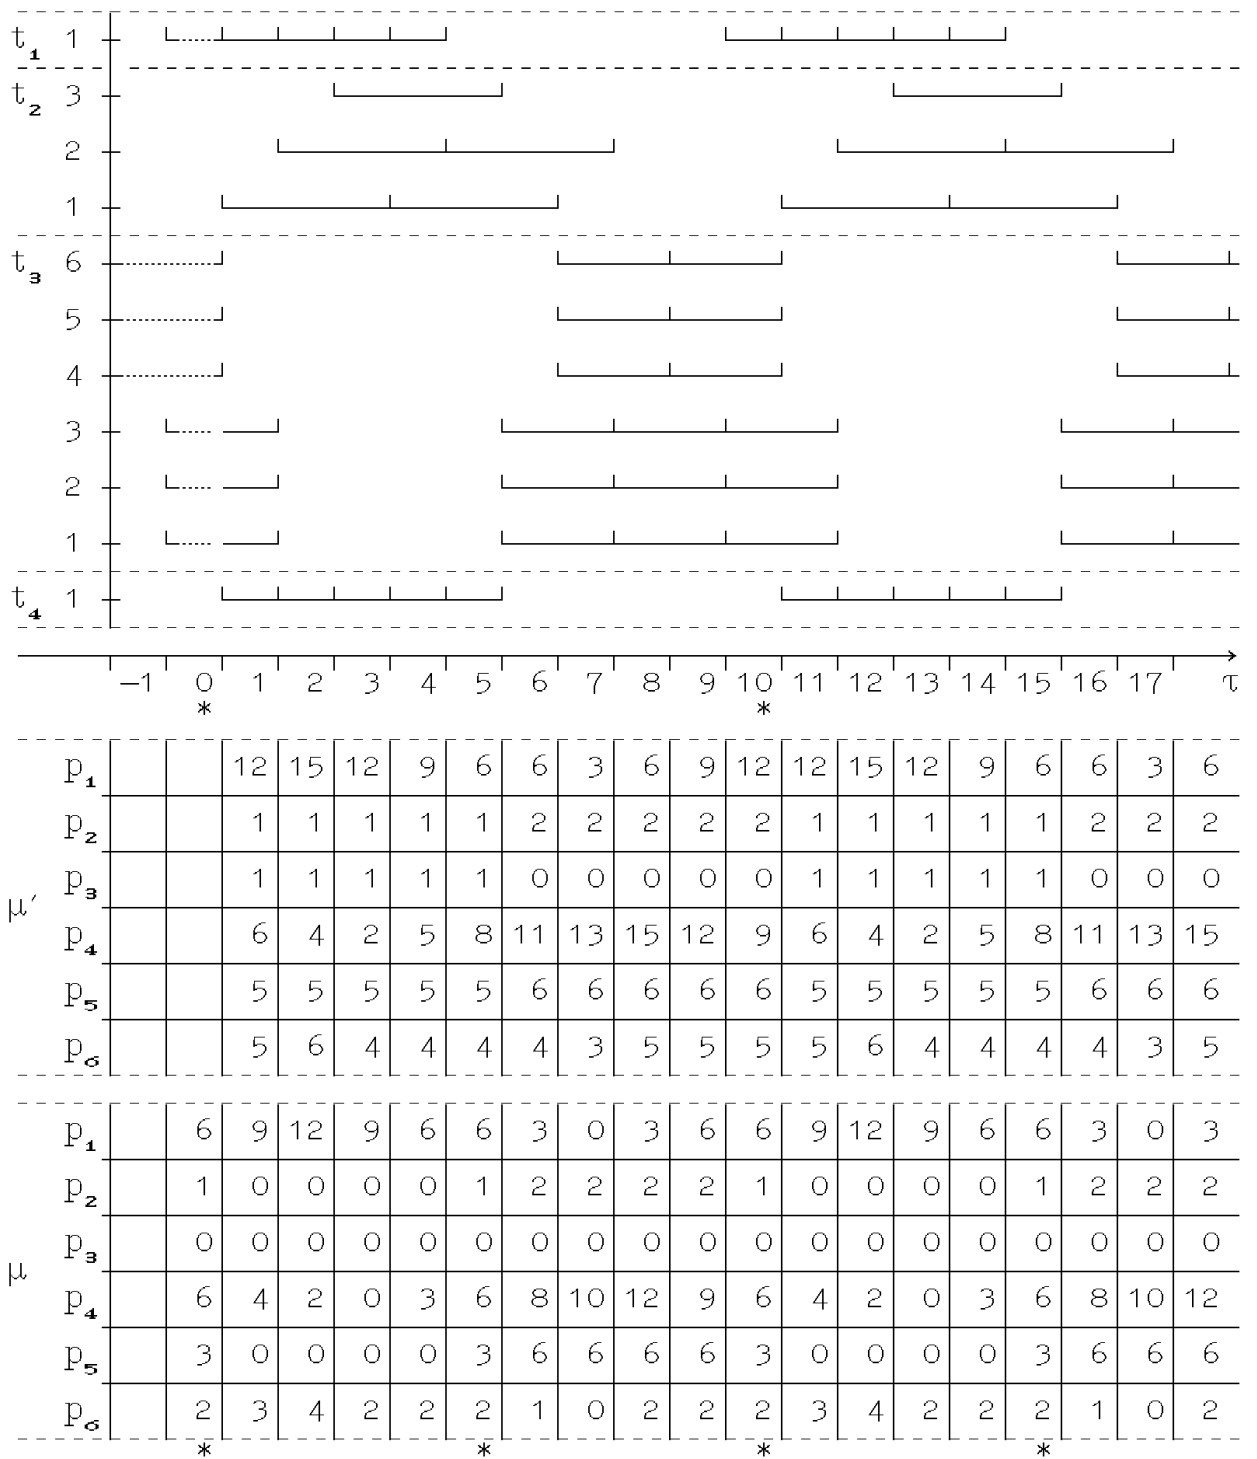 t₁ 1
t₂ 3
2
1
t₃ 6
5
4
3
2
1
t₄ 1
−1 0 1 2 3 4 5 6 7 8 9 10 11 12 13 14 15 16 17 τ
* *
p₁ 12 15 12 9 6 6 3 6 9 12 12 15 12 9 6 6 3 6
p₂ 1 1 1 1 1 2 2 2 2 2 1 1 1 1 1 2 2 2
p₃ 1 1 1 1 1 0 0 0 0 0 1 1 1 1 1 0 0 0
μ′
p₄ 6 4 2 5 8 11 13 15 12 9 6 4 2 5 8 11 13 15
p₅ 5 5 5 5 5 6 6 6 6 6 5 5 5 5 5 6 6 6
p₆ 5 6 4 4 4 4 3 5 5 5 5 6 4 4 4 4 3 5
p₁ 6 9 12 9 6 6 3 0 3 6 6 9 12 9 6 6 3 0 3
p₂ 1 0 0 0 0 1 2 2 2 2 1 0 0 0 0 1 2 2 2
p₃ 0 0 0 0 0 0 0 0 0 0 0 0 0 0 0 0 0 0 0
μ
p₄ 6 4 2 0 3 6 8 10 12 9 6 4 2 0 3 6 8 10 12
p₅ 3 0 0 0 0 3 6 6 6 6 3 0 0 0 0 3 6 6 6
p₆ 2 3 4 2 2 2 1 0 2 2 2 3 4 2 2 2 1 0 2
* * * *